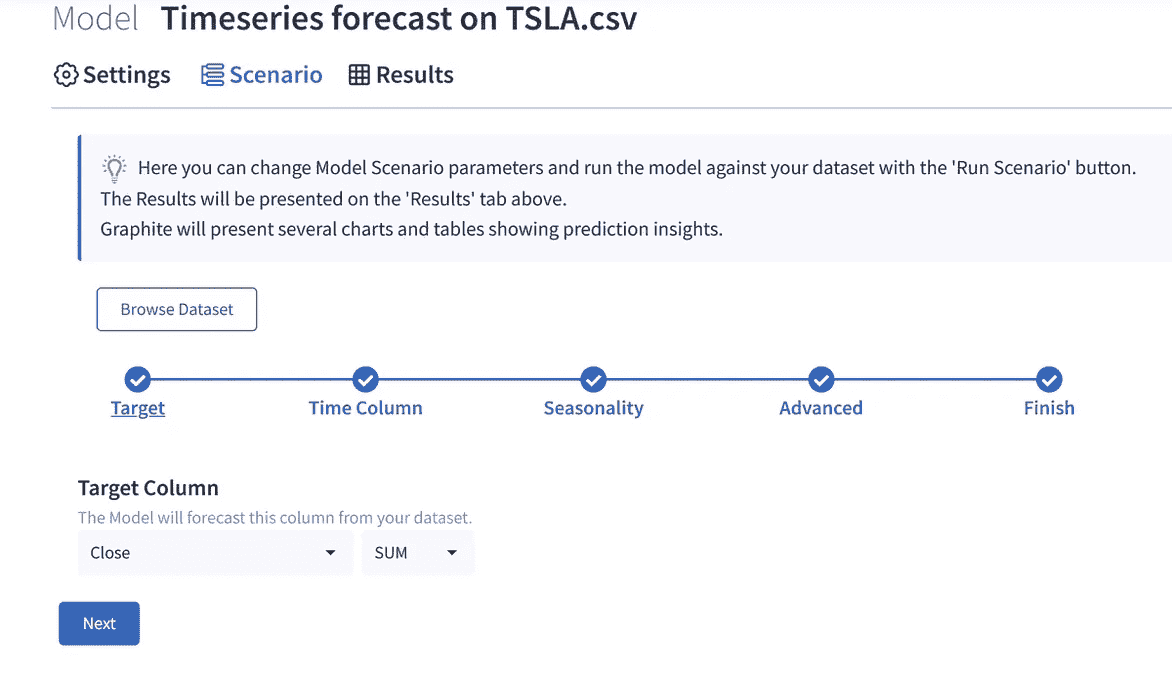 Model Timeseries forecast on TSLA.csv
Settings Scenario Results
Here you can change Model Scenario parameters and run the model against your dataset with the 'Run Scenario' button.
The Results will be presented on the 'Results' tab above.
Graphite will present several charts and tables showing prediction insights.
Browse Dataset
Target Time Column Seasonality Advanced Finish
Target Column
The Model will forecast this column from your dataset.
Close SUM
Next